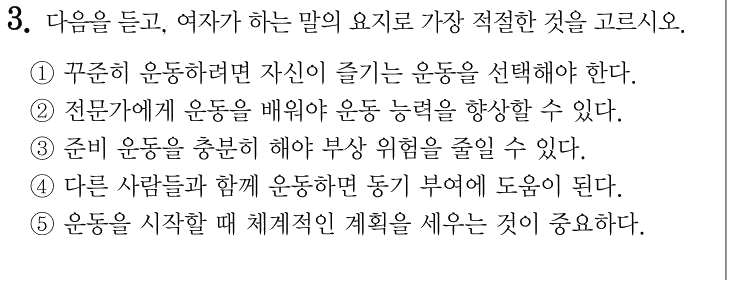 3. 다음을 듣고, 여자가 하는 말의 요지로 가장 적절한 것을 고르시오.
① 꾸준히 운동하려면 자신이 즐기는 운동을 선택해야 한다.
② 전문가에게 운동을 배워야 운동 능력을 향상할 수 있다.
③ 준비 운동을 충분히 해야 부상 위험을 줄일 수 있다.
④ 다른 사람들과 함께 운동하면 동기 부여에 도움이 된다.
⑤ 운동을 시작할 때 체계적인 계획을 세우는 것이 중요하다.